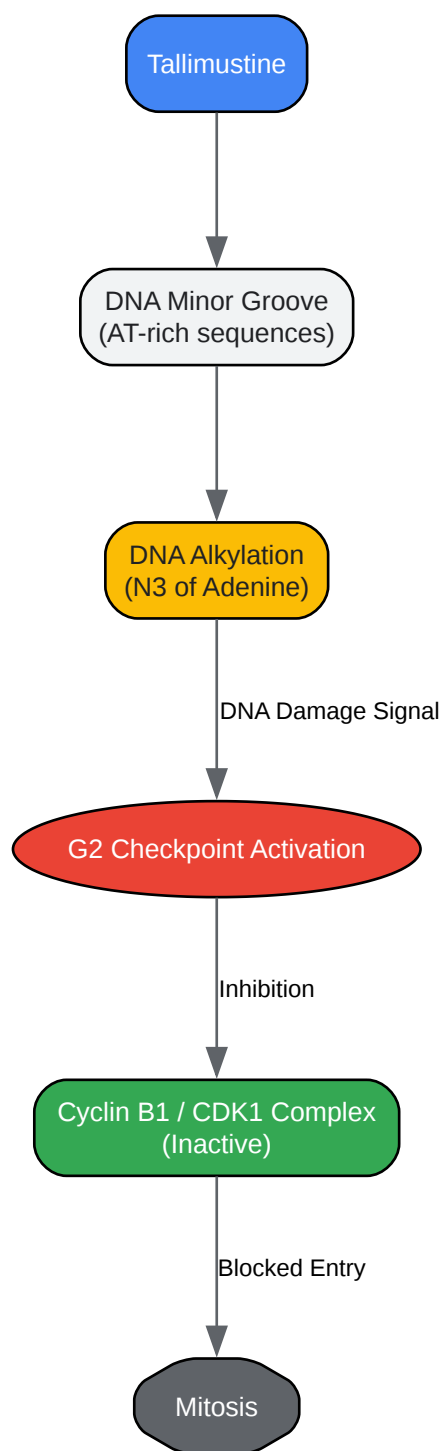 Tallimustine
DNA Minor Groove
(AT-rich sequences)
DNA Alkylation
(N3 of Adenine)
DNA Damage Signal
G2 Checkpoint Activation
Inhibition
Cyclin B1 / CDK1 Complex
(Inactive)
Blocked Entry
Mitosis